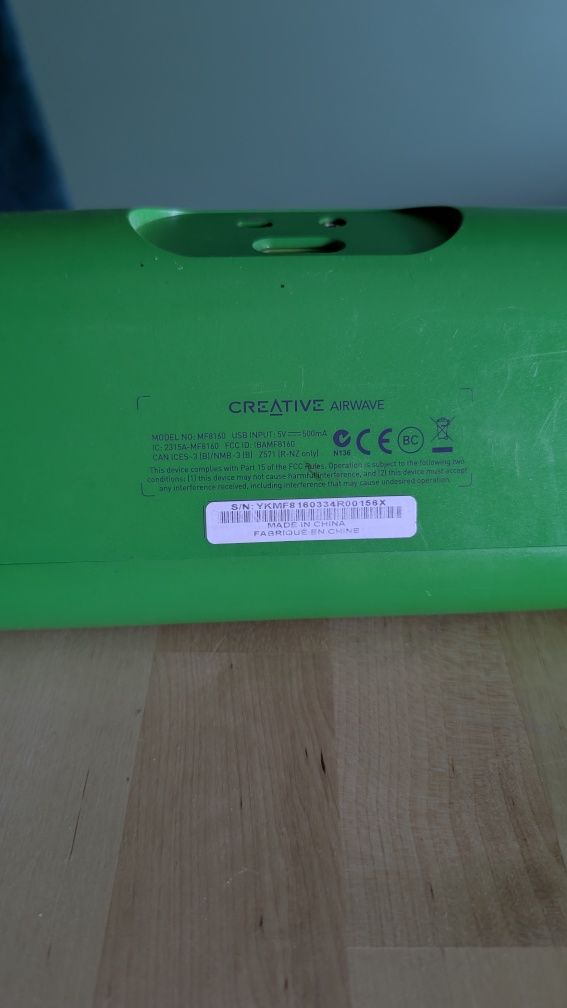 CREATIVE AIRWAVE
MODEL NO: MF8160 USB INPUT: 5V⎓500mA
IC: 2315A-MF8160 FCC ID: IBAMF8160
CAN ICES-3 (B)/NMB-3 (B) Z571 (R-NZ only)
N136
CE
BC
This device complies with Part 15 of the FCC Rules. Operation is subject to the following two
conditions: (1) this device may not cause harmful interference, and (2) this device must accept
any interference received, including interference that may cause undesired operation.
S/N: YKMF8160334R00156X
MADE IN CHINA
FABRIQUÉ EN CHINE